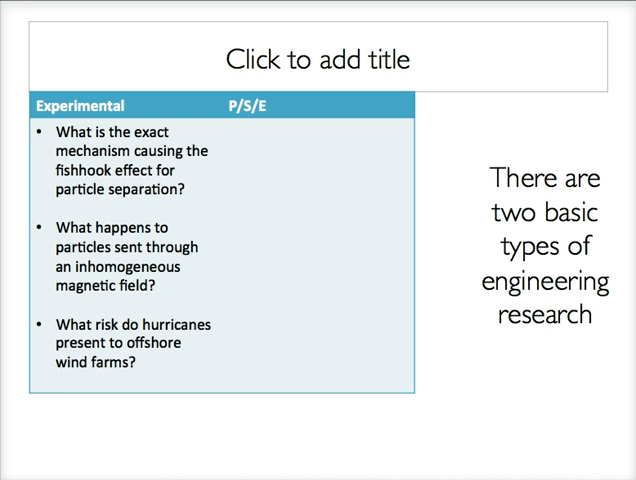 Click to add title
Experimental P/S/E
• What is the exact
mechanism causing the
fishhook effect for
particle separation?
• What happens to
particles sent through
an inhomogeneous
magnetic field?
• What risk do hurricanes
present to offshore
wind farms?
There are
two basic
types of
engineering
research